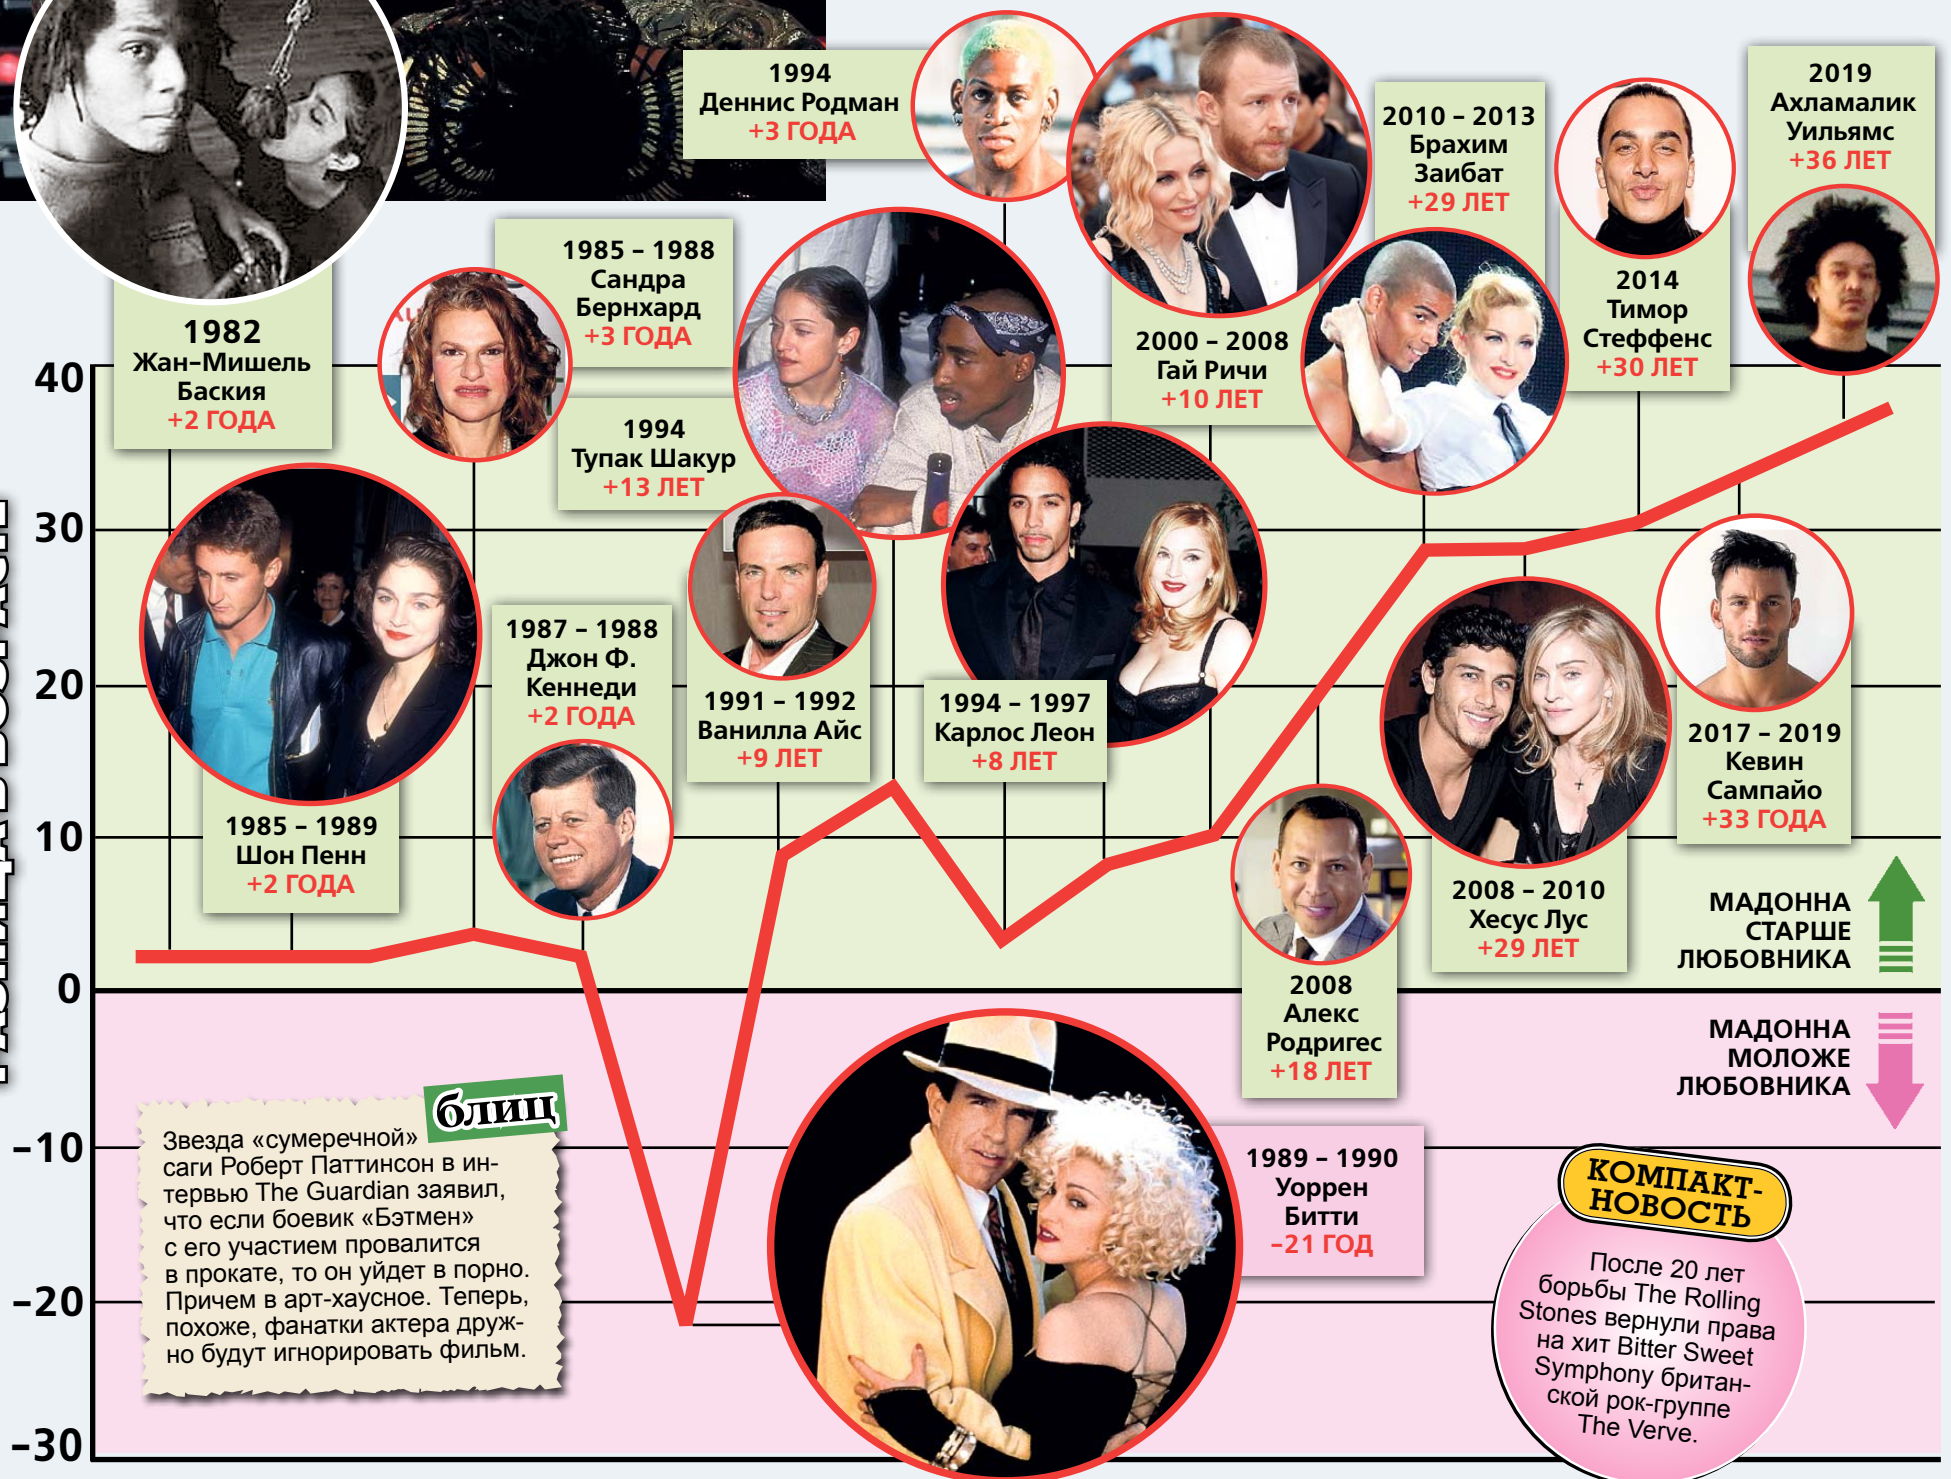 1994
Деннис Родман
+3 ГОДА
2010 – 2013
Брахим
Заибат
+29 ЛЕТ
2019
Ахламалик
Уильямс
+36 ЛЕТ
1985 – 1988
Сандра
Бернхард
+3 ГОДА
2014
Тимор
Стеффенс
+30 ЛЕТ
1982
Жан-Мишель
Баския
+2 ГОДА
2000 – 2008
Гай Ричи
+10 ЛЕТ
1994
Тупак Шакур
+13 ЛЕТ
1987 – 1988
Джон Ф.
Кеннеди
+2 ГОДА
1991 – 1992
Ванилла Айс
+9 ЛЕТ
1994 – 1997
Карлос Леон
+8 ЛЕТ
2017 – 2019
Кевин
Сампайо
+33 ГОДА
1985 – 1989
Шон Пенн
+2 ГОДА
2008 – 2010
Хесус Лус
+29 ЛЕТ
2008
Алекс
Родригес
+18 ЛЕТ
1989 – 1990
Уоррен
Битти
–21 ГОД
40
30
20
10
0
–10
–20
–30
МАДОННА
СТАРШЕ
ЛЮБОВНИКА
МАДОННА
МОЛОЖЕ
ЛЮБОВНИКА
блиц
Звезда «сумеречной»
саги Роберт Паттинсон в ин-
тервью The Guardian заявил,
что если боевик «Бэтмен»
с его участием провалится
в прокате, то он уйдет в порно.
Причем в арт-хаусное. Теперь,
похоже, фанатки актера друж-
но будут игнорировать фильм.
КОМПАКТ-
НОВОСТЬ
После 20 лет
борьбы The Rolling
Stones вернули права
на хит Bitter Sweet
Symphony британ-
ской рок-группе
The Verve.